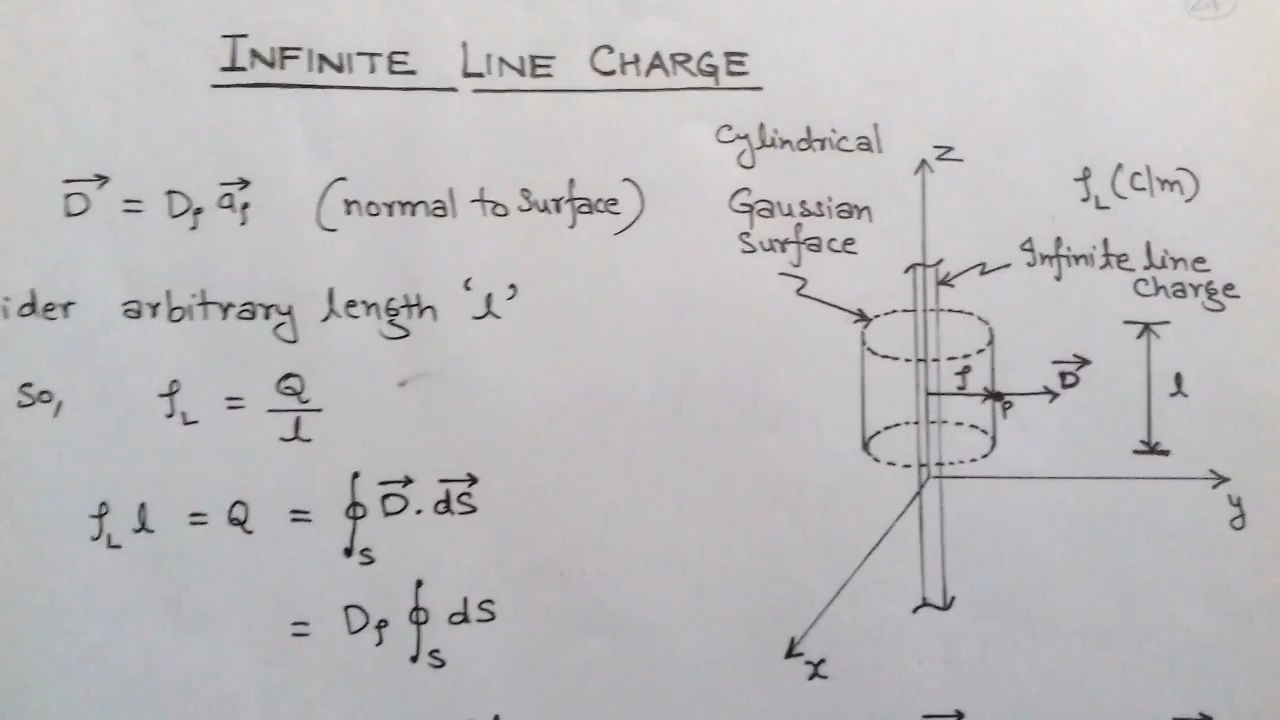 INFINITE LINE CHARGE
D⃗ = Dρ a⃗ρ (normal to surface)
ider arbitrary length 'l'
So, ρL = Q/l
ρL l = Q = ∮S D⃗ . dS⃗
= Dρ ∮S dS
Cylindrical
Gaussian
Surface
z
ρL (C/m)
Infinite line
Charge
ρ
P
D⃗
l
y
x